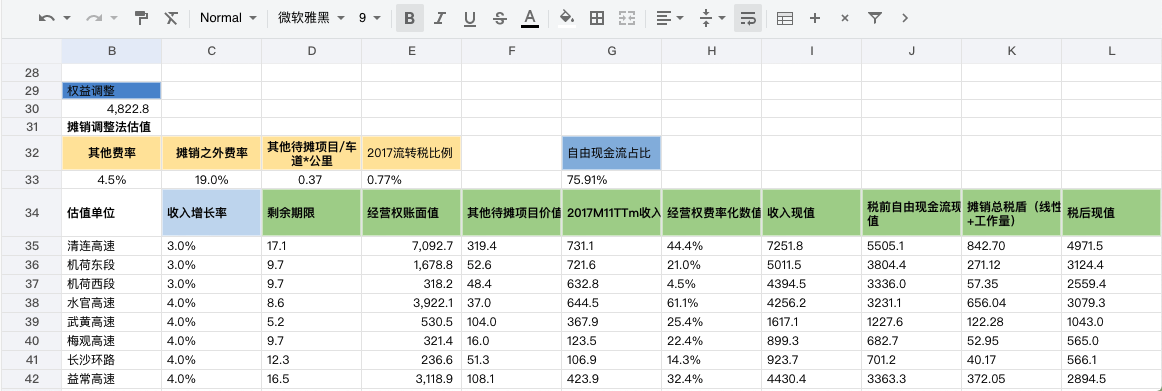 Normal 微软雅黑 9 B I U S A
B C D E F G H I J K L
28
29 权益调整
30 4,822.8
31 摊销调整法估值
32 其他费率 摊销之外费率 其他待摊项目/车道*公里 2017流转税比例 自由现金流占比
33 4.5% 19.0% 0.37 0.77% 75.91%
34 估值单位 收入增长率 剩余期限 经营权账面值 其他待摊项目价值 2017M11TTm收入 经营权费率化数值 收入现值 税前自由现金流现值 摊销总税盾（线性+工作量） 税后现值
35 清连高速 3.0% 17.1 7,092.7 319.4 731.1 44.4% 7251.8 5505.1 842.70 4971.5
36 机荷东段 3.0% 9.7 1,678.8 52.6 721.6 21.0% 5011.5 3804.4 271.12 3124.4
37 机荷西段 3.0% 9.7 318.2 48.4 632.8 4.5% 4394.5 3336.0 57.35 2559.4
38 水官高速 4.0% 8.6 3,922.1 37.0 644.5 61.1% 4256.2 3231.1 656.04 3079.3
39 武黄高速 4.0% 5.2 530.5 104.0 367.9 25.4% 1617.1 1227.6 122.28 1043.0
40 梅观高速 4.0% 9.7 321.4 16.0 123.5 22.4% 899.3 682.7 52.95 565.0
41 长沙环路 4.0% 12.3 236.6 51.3 106.9 14.3% 923.7 701.2 40.17 566.1
42 益常高速 4.0% 16.5 3,118.9 108.1 423.9 32.4% 4430.4 3363.3 372.05 2894.5